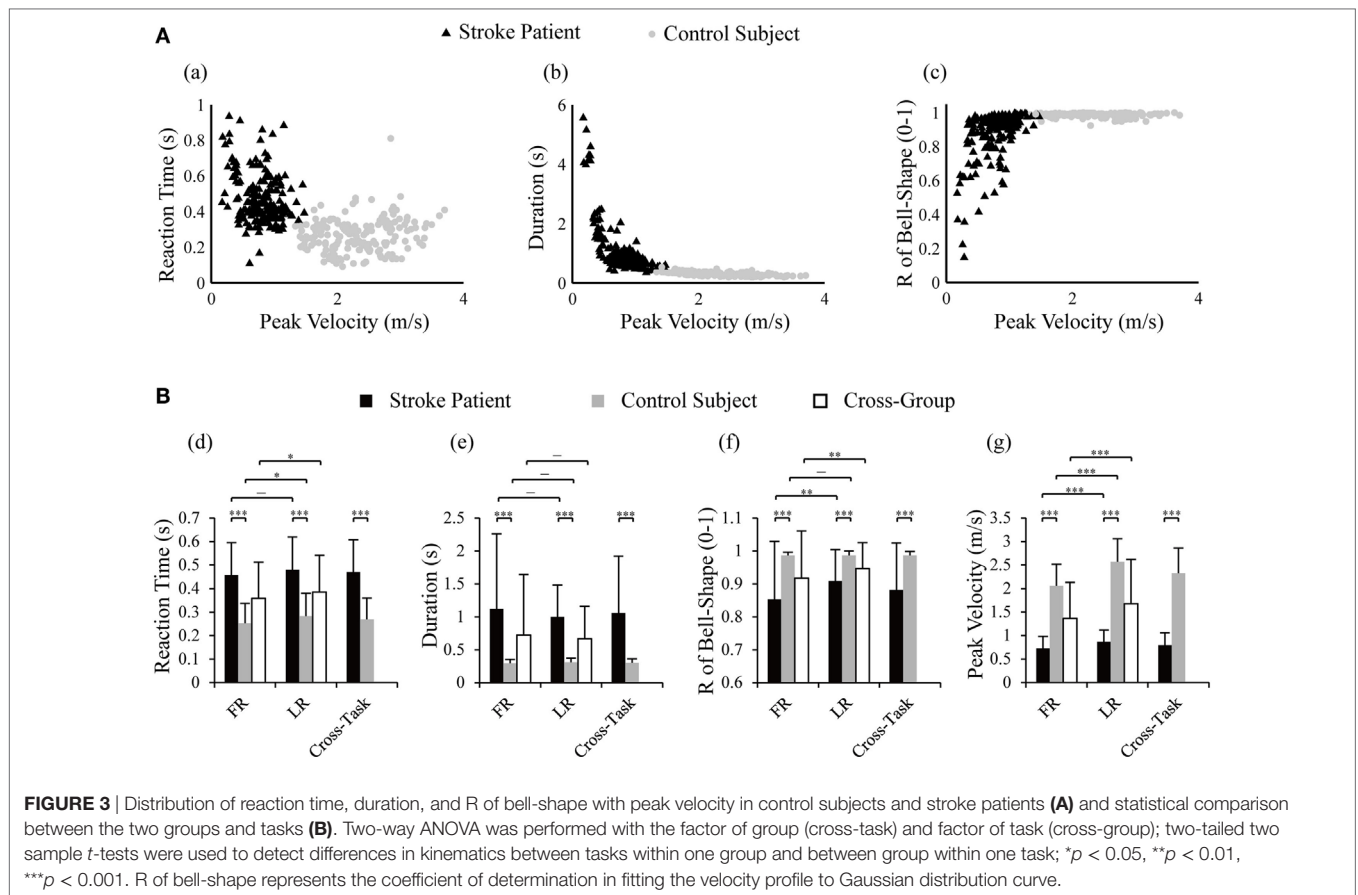 A
▲ Stroke Patient ● Control Subject
(a)
Reaction Time (s)
1
0.8
0.6
0.4
0.2
0
0 2 4
Peak Velocity (m/s)
(b)
Duration (s)
6
4
2
0
0 2 4
Peak Velocity (m/s)
(c)
R of Bell-Shape (0-1)
1
0.8
0.6
0.4
0.2
0
0 2 4
Peak Velocity (m/s)
B
■ Stroke Patient ■ Control Subject □ Cross-Group
(d)
*
*
—
*** *** ***
Reaction Time (s)
0.7
0.6
0.5
0.4
0.3
0.2
0.1
0
FR LR Cross-Task
(e)
—
—
—
*** *** ***
Duration (s)
2.5
2
1.5
1
0.5
0
FR LR Cross-Task
(f)
**
—
**
*** *** ***
R of Bell-Shape (0-1)
1.1
1
0.9
0.8
0.7
0.6
FR LR Cross-Task
(g)
***
***
***
*** *** ***
Peak Velocity (m/s)
3.5
3
2.5
2
1.5
1
0.5
0
FR LR Cross-Task
FIGURE 3 | Distribution of reaction time, duration, and R of bell-shape with peak velocity in control subjects and stroke patients (A) and statistical comparison
between the two groups and tasks (B). Two-way ANOVA was performed with the factor of group (cross-task) and factor of task (cross-group); two-tailed two
sample t-tests were used to detect differences in kinematics between tasks within one group and between group within one task; *p < 0.05, **p < 0.01,
***p < 0.001. R of bell-shape represents the coefficient of determination in fitting the velocity profile to Gaussian distribution curve.